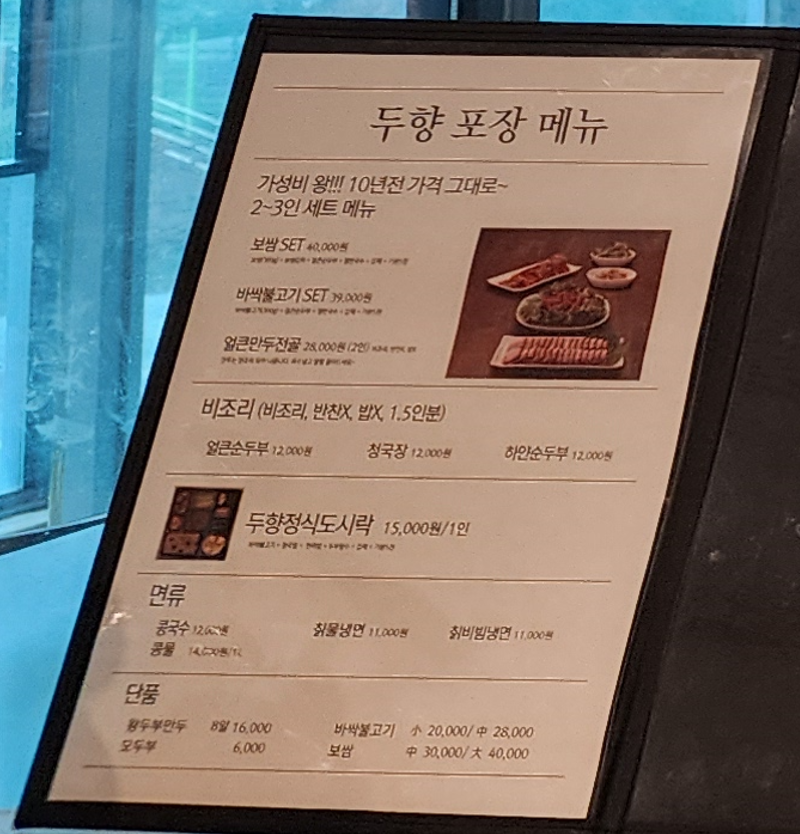 두향 포장 메뉴
가성비 왕!!! 10년전 가격 그대로~
2~3인 세트 메뉴
보쌈 SET 40,000원
바싹불고기 SET 39,000원
얼큰만두전골 28,000원 (2인)
비조리 (비조리, 반찬X, 밥X, 1.5인분)
얼큰순두부 12,000원 청국장 12,000원 하얀순두부 12,000원
두향정식도시락 15,000원/1인
면류
콩국수 12,000원 칡물냉면 11,000원 칡비빔냉면 11,000원
콩물
단품
왕두부만두 8알 16,000 바싹불고기 小 20,000/ 中 28,000
모두부 6,000 보쌈 中 30,000/ 大 40,000